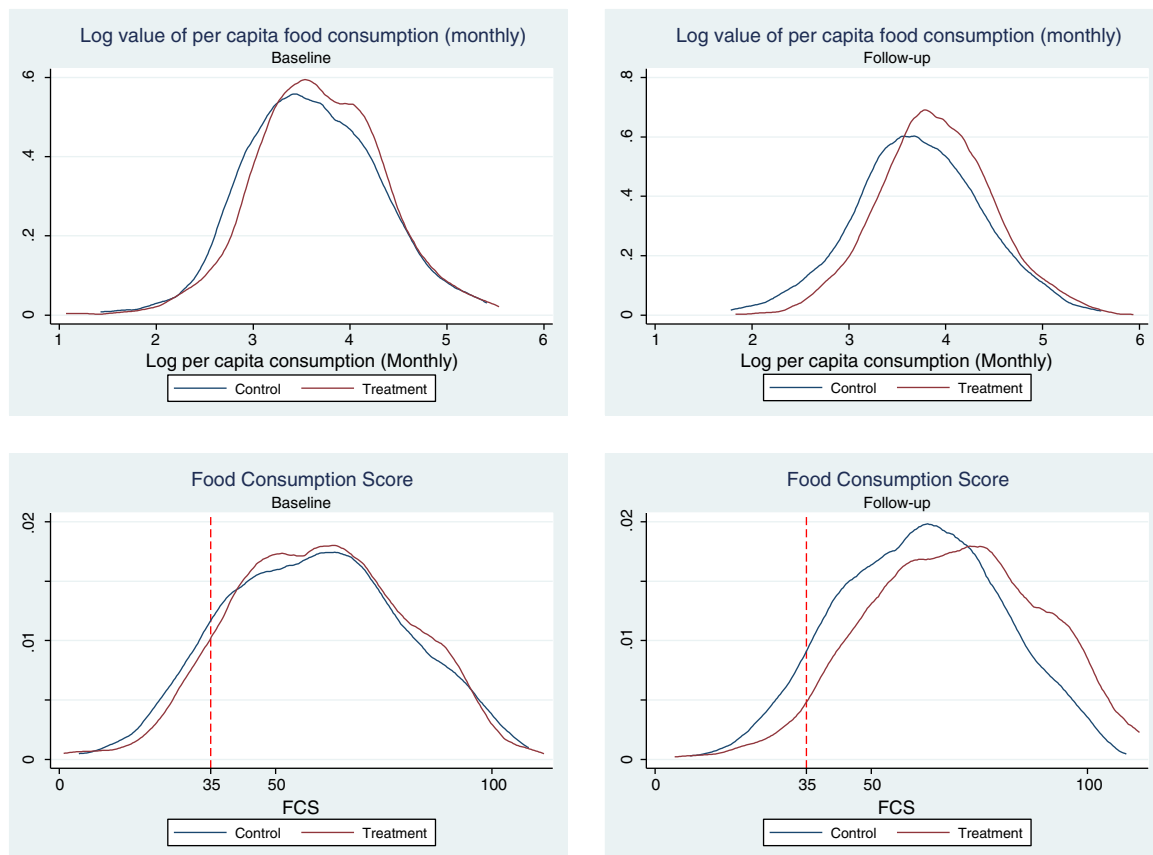 Log value of per capita food consumption (monthly)
Baseline
.6
.4
.2
0
1 2 3 4 5 6
Log per capita consumption (Monthly)
Control Treatment
Log value of per capita food consumption (monthly)
Follow-up
.8
.6
.4
.2
0
1 2 3 4 5 6
Log per capita consumption (Monthly)
Control Treatment
Food Consumption Score
Baseline
.02
.01
0
0 35 50 100
FCS
Control Treatment
Food Consumption Score
Follow-up
.02
.01
0
0 35 50 100
FCS
Control Treatment